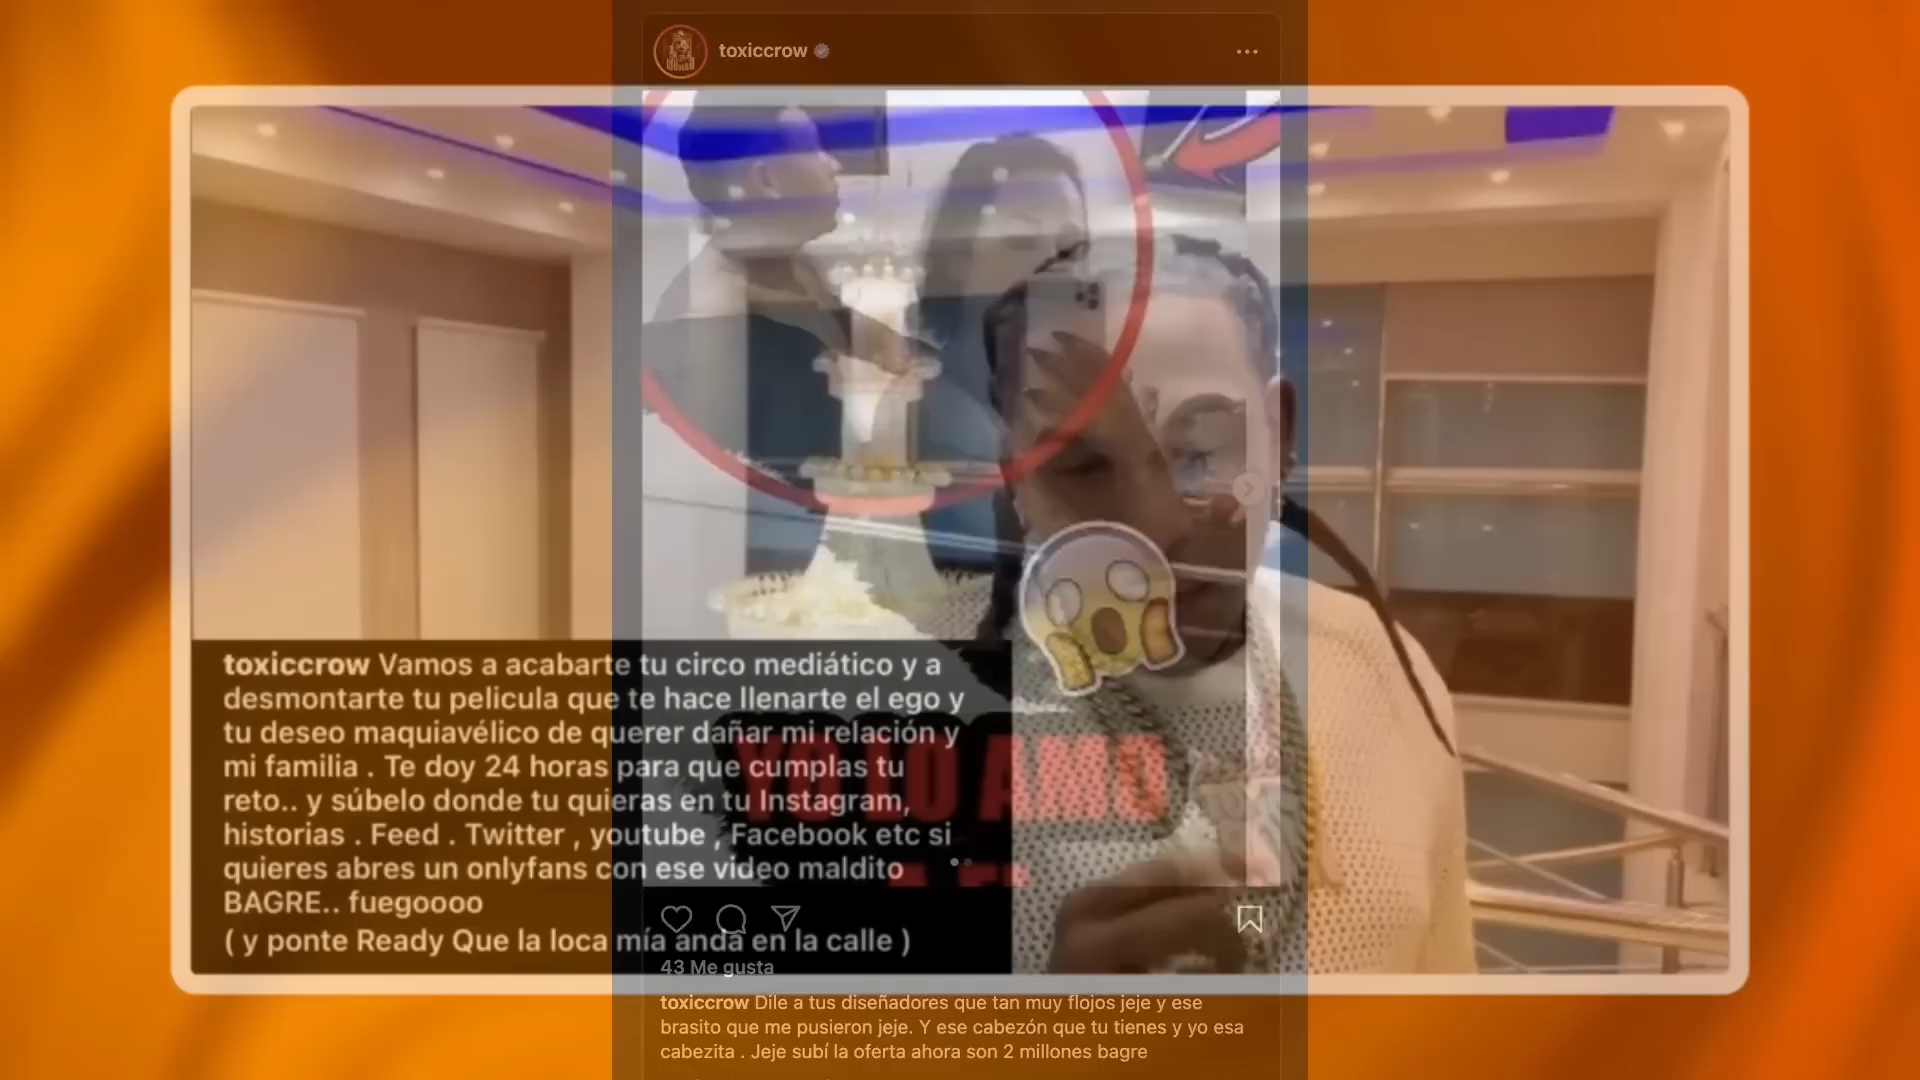 toxiccrow
toxiccrow Vamos a acabarte tu circo mediático y a
desmontarte tu pelicula que te hace llenarte el ego y
tu deseo maquiavélico de querer dañar mi relación y
mi familia . Te doy 24 horas para que cumplas tu
reto.. y súbelo donde tu quieras en tu Instagram,
historias . Feed . Twitter , youtube , Facebook etc si
quieres abres un onlyfans con ese video maldito
BAGRE.. fuegoooo
( y ponte Ready Que la loca mía anda en la calle )
YO LO AMO
43 Me gusta
toxiccrow Dile a tus diseñadores que tan muy flojos jeje y ese
brasito que me pusieron jeje. Y ese cabezón que tu tienes y yo esa
cabezita . Jeje subí la oferta ahora son 2 millones bagre